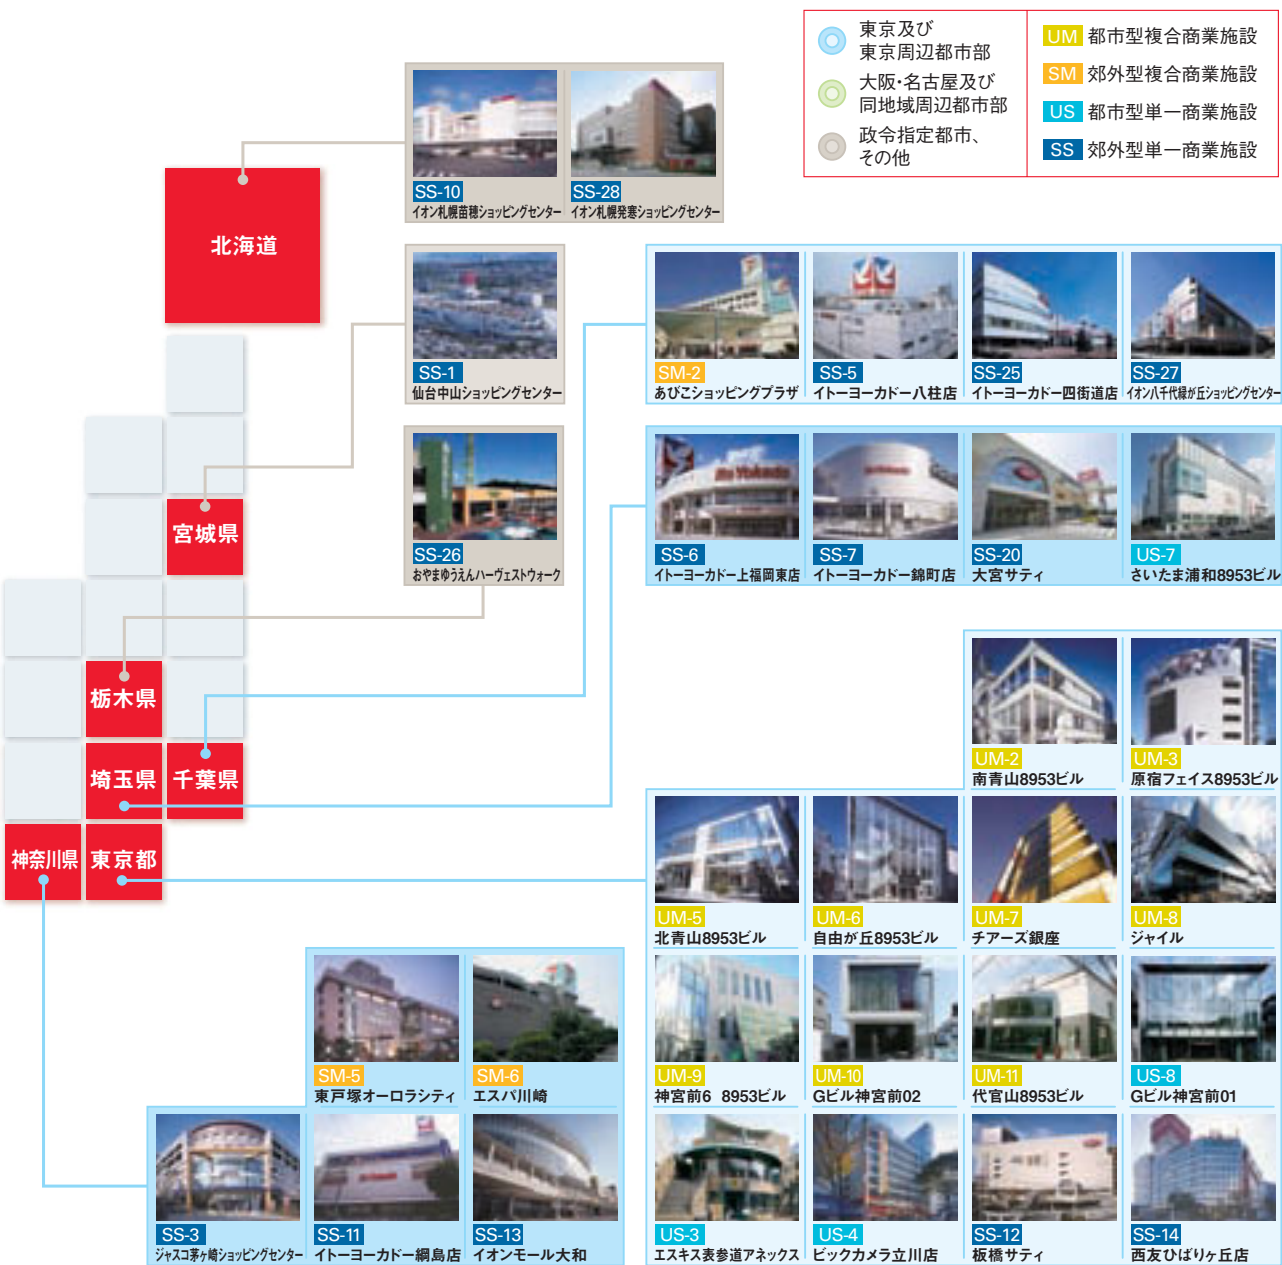 東京及び
東京周辺都市部
大阪・名古屋及び
同地域周辺都市部
政令指定都市、
その他
UM 都市型複合商業施設
SM 郊外型複合商業施設
US 都市型単一商業施設
SS 郊外型単一商業施設
北海道
SS-10
イオン札幌苗穂ショッピングセンター
SS-28
イオン札幌発寒ショッピングセンター
宮城県
SS-1
仙台中山ショッピングセンター
栃木県
SS-26
おやまゆうえんハーヴェストウォーク
千葉県
SM-2
あびこショッピングプラザ
SS-5
イトーヨーカドー八柱店
SS-25
イトーヨーカドー四街道店
SS-27
イオン八千代緑が丘ショッピングセンター
埼玉県
SS-6
イトーヨーカドー上福岡東店
SS-7
イトーヨーカドー錦町店
SS-20
大宮サティ
US-7
さいたま浦和8953ビル
東京都
UM-2
南青山8953ビル
UM-3
原宿フェイス8953ビル
UM-5
北青山8953ビル
UM-6
自由が丘8953ビル
UM-7
チアーズ銀座
UM-8
ジャイル
UM-9
神宮前6 8953ビル
UM-10
Gビル神宮前02
UM-11
代官山8953ビル
US-8
Gビル神宮前01
US-3
エスキス表参道アネックス
US-4
ビックカメラ立川店
SS-12
板橋サティ
SS-14
西友ひばりヶ丘店
神奈川県
SM-5
東戸塚オーロラシティ
SM-6
エスパ川崎
SS-3
ジャスコ茅ヶ崎ショッピングセンター
SS-11
イトーヨーカドー綱島店
SS-13
イオンモール大和